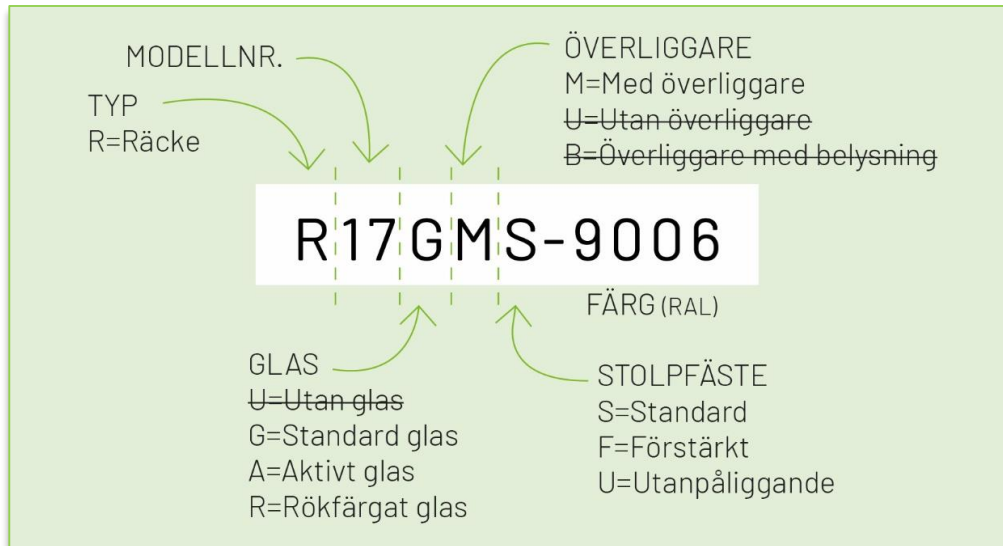 MODELLNR.
TYP
R=Räcke
ÖVERLIGGARE
M=Med överliggare
U=Utan överliggare
B=Överliggare med belysning
R17GMS-9006
FÄRG (RAL)
GLAS
U=Utan glas
G=Standard glas
A=Aktivt glas
R=Rökfärgat glas
STOLPFÄSTE
S=Standard
F=Förstärkt
U=Utanpåliggande